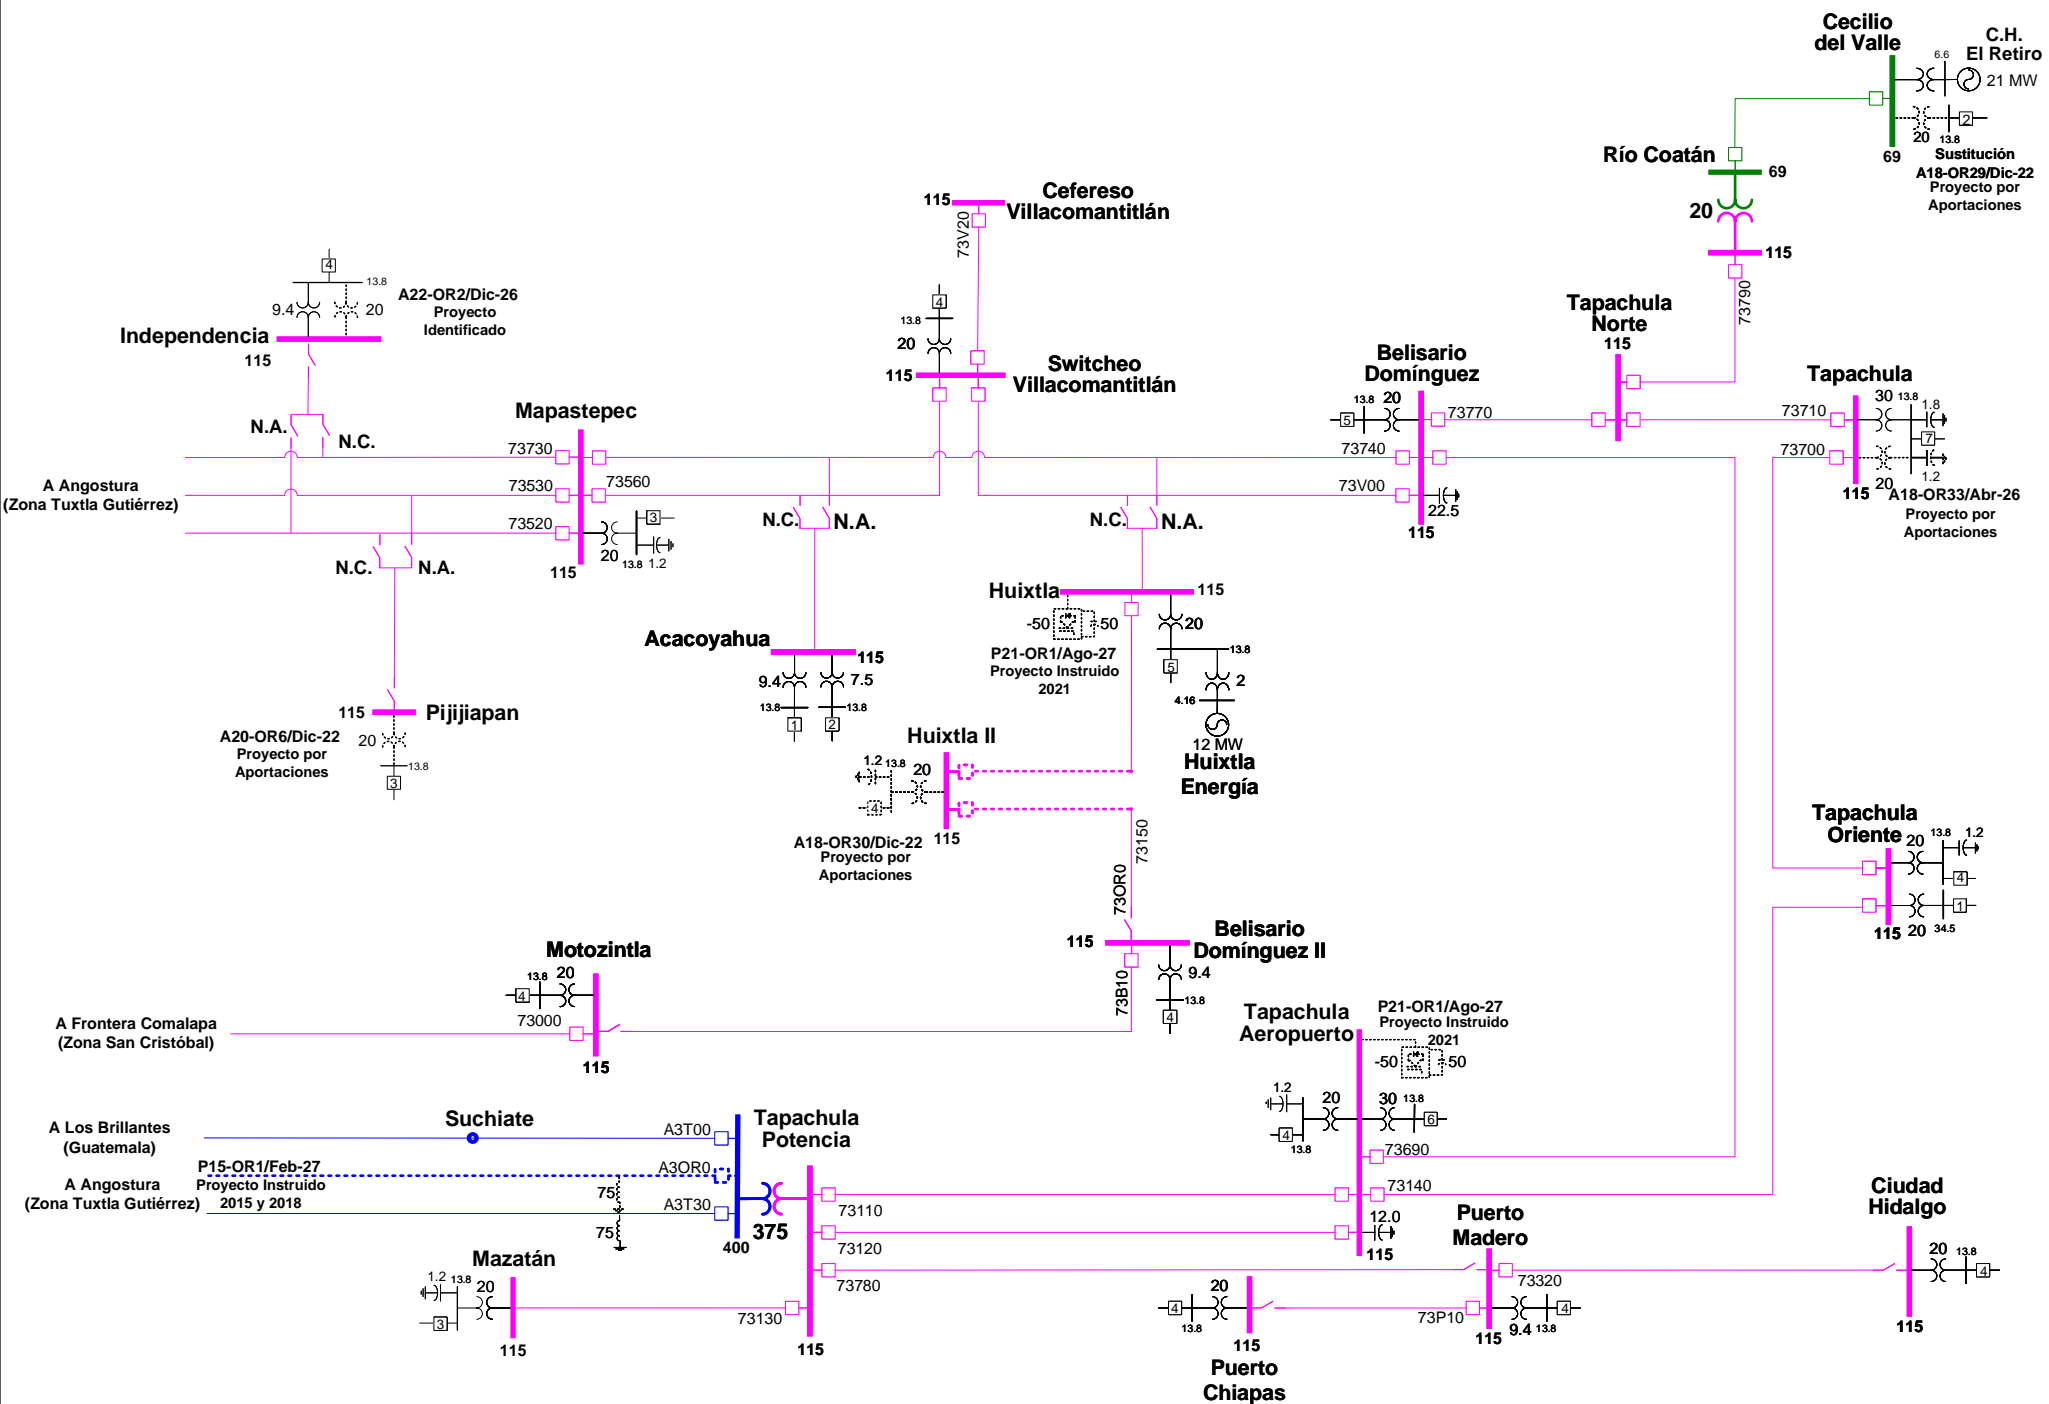 Cecilio
del Valle
C.H.
El Retiro
6.6
21 MW
2
20
13.8
69
Sustitución
A18-OR29/Dic-22
Proyecto por
Aportaciones
Río Coatán
69
20
115
73790
Cefereso
Villacomantitlán
115
73V20
4
13.8
20
115
Switcheo
Villacomantitlán
4
13.8
9.4
20
A22-OR2/Dic-26
Proyecto
Identificado
Independencia
115
N.A.
N.C.
Mapastepec
73730
73530
73560
73520
3
20
13.8
1.2
115
A Angostura
(Zona Tuxtla Gutiérrez)
N.C.
N.A.
Tapachula
Norte
115
Belisario
Domínguez
13.8
20
5
73770
73740
73V00
22.5
115
Tapachula
73710
73700
30
13.8
1.8
7
20
1.2
115
A18-OR33/Abr-26
Proyecto por
Aportaciones
N.C.
N.A.
N.C.
N.A.
Huixtla
115
-50
50
P21-OR1/Ago-27
Proyecto Instruido
2021
20
13.8
5
2
4.16
12 MW
Huixtla
Energía
Acacoyahua
115
9.4
7.5
13.8
13.8
1
2
115
Pijijiapan
A20-OR6/Dic-22
Proyecto por
Aportaciones
20
13.8
3
Huixtla II
1.2
13.8
20
4
115
A18-OR30/Dic-22
Proyecto por
Aportaciones
73150
73OR0
Tapachula
Oriente
20
13.8
1.2
4
1
115
20
34.5
115
Belisario
Domínguez II
73B10
9.4
13.8
4
Motozintla
13.8
20
4
73000
115
A Frontera Comalapa
(Zona San Cristóbal)
Tapachula
Aeropuerto
P21-OR1/Ago-27
Proyecto Instruido
2021
-50
50
1.2
20
30
13.8
4
6
13.8
73690
73140
12.0
115
A Los Brillantes
(Guatemala)
Suchiate
A3T00
P15-OR1/Feb-27
Proyecto Instruido
2015 y 2018
A3OR0
A Angostura
(Zona Tuxtla Gutiérrez)
75
75
A3T30
400
375
Tapachula
Potencia
73110
73120
73780
73130
115
Mazatán
1.2
13.8
20
3
115
Puerto
Madero
73320
73P10
115
9.4
13.8
4
20
4
13.8
115
Puerto
Chiapas
Ciudad
Hidalgo
20
13.8
4
115